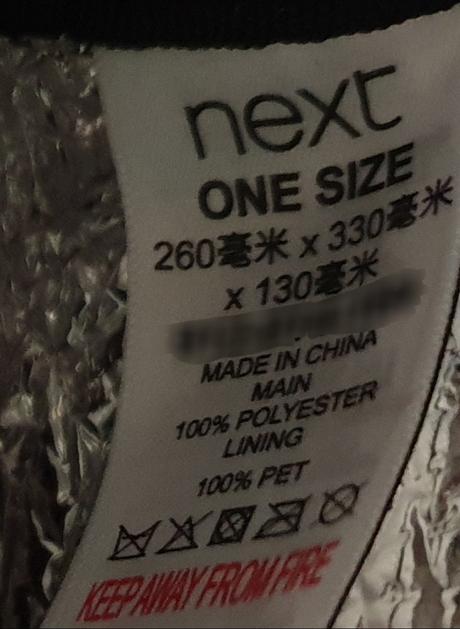 next
ONE SIZE
260毫米 x 330毫米
x 130毫米
MADE IN CHINA
MAIN
100% POLYESTER
LINING
100% PET
KEEP AWAY FROM FIRE